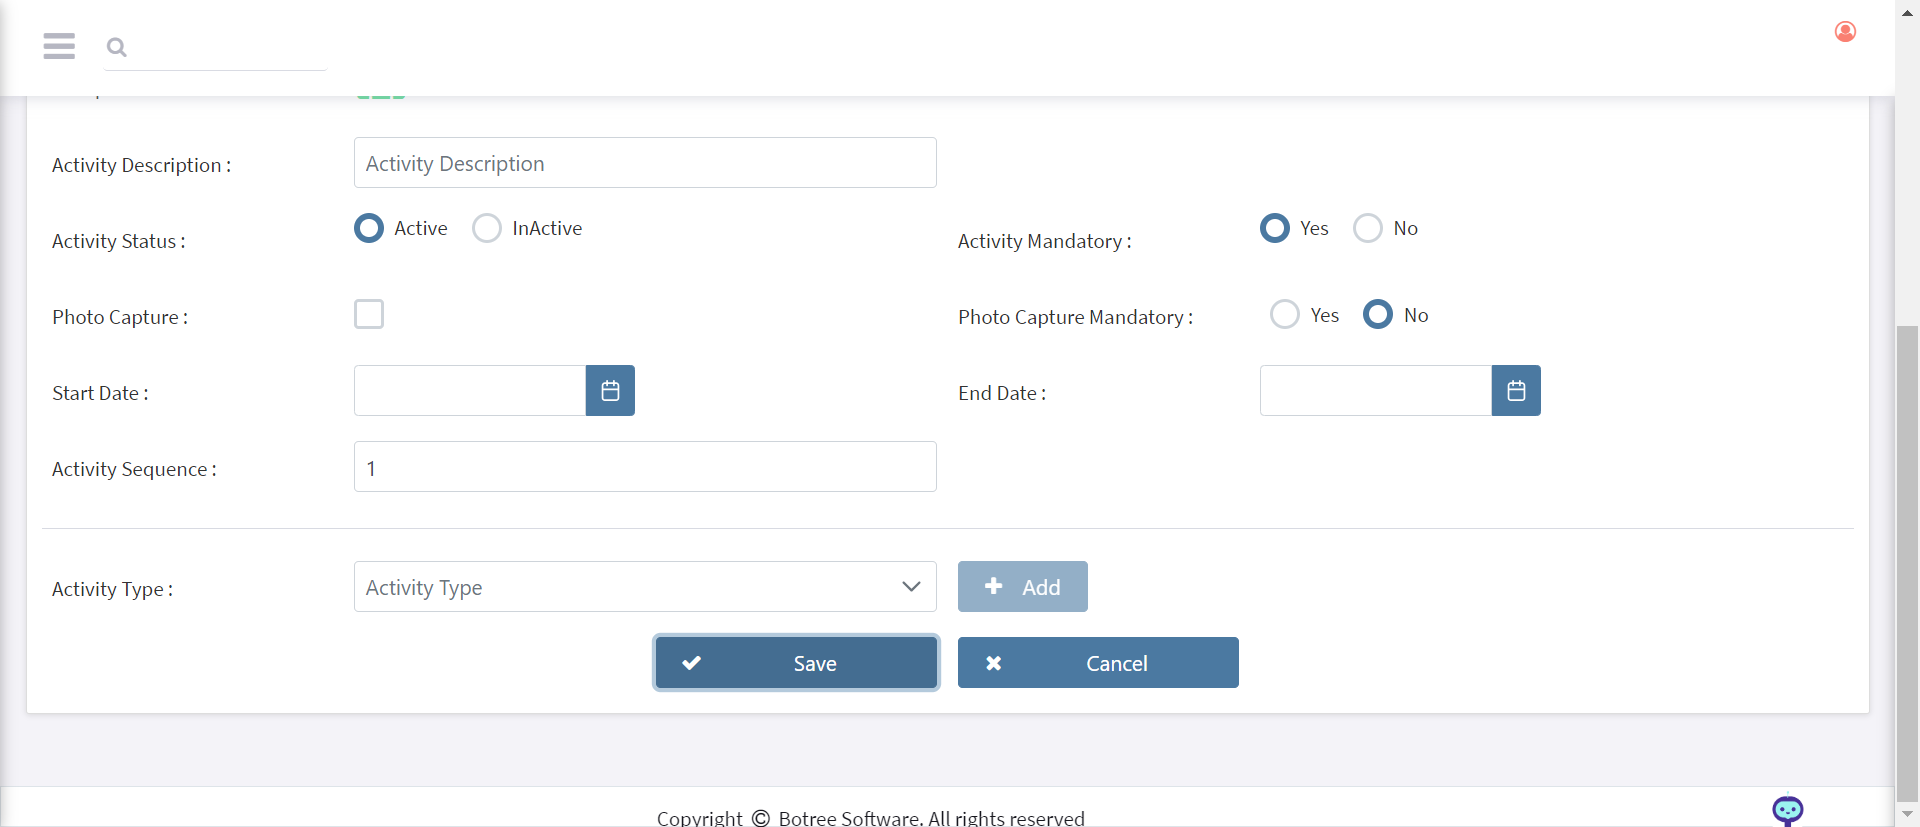 Activity Description :
Activity Description
Activity Status :
Active
InActive
Activity Mandatory :
Yes
No
Photo Capture :
Photo Capture Mandatory :
Yes
No
Start Date :
End Date :
Activity Sequence :
1
Activity Type :
Activity Type
Add
Save
Cancel
Copyright © Botree Software. All rights reserved